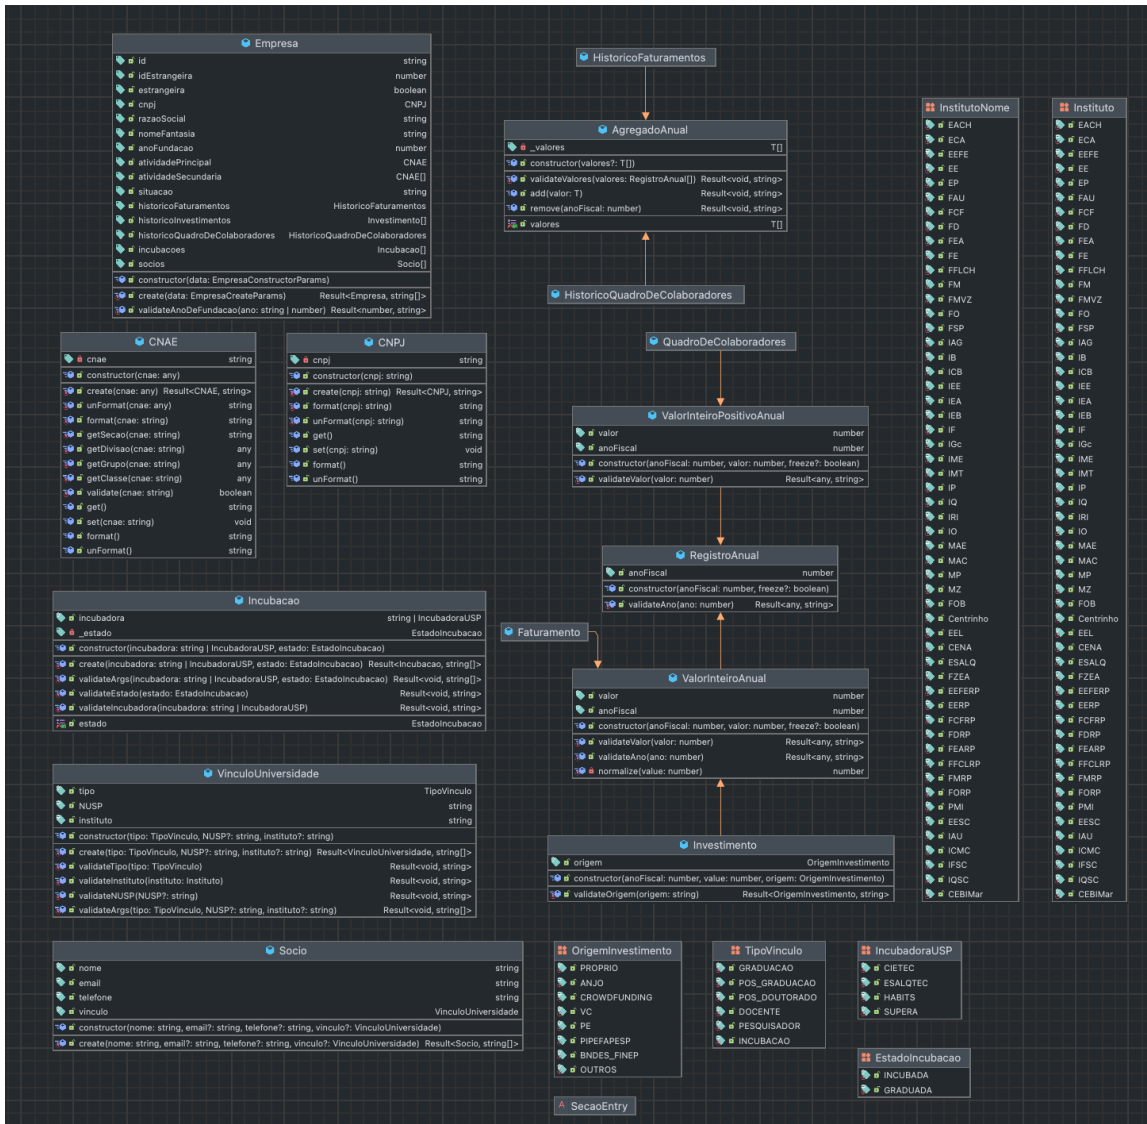 Empresa
id string
idEstrangeira number
estrangeira boolean
cnpj CNPJ
razaoSocial string
nomeFantasia string
anoFundacao number
atividadePrincipal CNAE
atividadeSecundaria CNAE[]
situacao string
historicoFaturamentos HistoricoFaturamentos
historicoInvestimentos Investimento[]
historicoQuadroDeColaboradores HistoricoQuadroDeColaboradores
incubacoes Incubacao[]
socios Socio[]
constructor(data: EmpresaConstructorParams)
create(data: EmpresaCreateParams) Result<Empresa, string[]>
validateAnoDeFundacao(ano: string | number) Result<number, string>
CNAE
cnae string
constructor(cnae: any)
create(cnae: any) Result<CNAE, string>
unFormat(cnae: any) string
format(cnae: string) string
getSecao(cnae: string) string
getDivisao(cnae: string) any
getGrupo(cnae: string) any
getClasse(cnae: string) any
validate(cnae: string) boolean
get() string
set(cnae: string) void
format() string
unFormat() string
CNPJ
cnpj string
constructor(cnpj: string)
create(cnpj: string) Result<CNPJ, string>
format(cnpj: string) string
unFormat(cnpj: string) string
get() string
set(cnpj: string) void
format() string
unFormat() string
Incubacao
incubadora string | IncubadoraUSP
_estado EstadoIncubacao
constructor(incubadora: string | IncubadoraUSP, estado: EstadoIncubacao)
create(incubadora: string | IncubadoraUSP, estado: EstadoIncubacao) Result<Incubacao, string[]>
validateArgs(incubadora: string | IncubadoraUSP, estado: EstadoIncubacao) Result<void, string[]>
validateEstado(estado: EstadoIncubacao) Result<void, string>
validateIncubadora(incubadora: string | IncubadoraUSP) Result<void, string>
estado EstadoIncubacao
VinculoUniversidade
tipo TipoVinculo
NUSP string
instituto string
constructor(tipo: TipoVinculo, NUSP?: string, instituto?: string)
create(tipo: TipoVinculo, NUSP?: string, instituto?: string) Result<VinculoUniversidade, string[]>
validateTipo(tipo: TipoVinculo) Result<void, string>
validateInstituto(instituto: Instituto) Result<void, string>
validateNUSP(NUSP?: string) Result<void, string>
validateArgs(tipo: TipoVinculo, NUSP?: string, instituto?: string) Result<void, string[]>
Socio
nome string
email string
telefone string
vinculo VinculoUniversidade
constructor(nome: string, email?: string, telefone?: string, vinculo?: VinculoUniversidade)
create(nome: string, email?: string, telefone?: string, vinculo?: VinculoUniversidade) Result<Socio, string[]>
HistoricoFaturamentos
AgregadoAnual
_valores T[]
constructor(valores?: T[])
validateValores(valores: RegistroAnual[]) Result<void, string>
add(valor: T) Result<void, string>
remove(anoFiscal: number) Result<void, string>
valores T[]
HistoricoQuadroDeColaboradores
QuadroDeColaboradores
ValorInteiroPositivoAnual
valor number
anoFiscal number
constructor(anoFiscal: number, valor: number, freeze?: boolean)
validateValor(valor: number) Result<any, string>
RegistroAnual
anoFiscal number
constructor(anoFiscal: number, freeze?: boolean)
validateAno(ano: number) Result<any, string>
Faturamento
ValorInteiroAnual
valor number
anoFiscal number
constructor(anoFiscal: number, valor: number, freeze?: boolean)
validateValor(valor: number) Result<any, string>
validateAno(ano: number) Result<any, string>
normalize(value: number) number
Investimento
origem OrigemInvestimento
constructor(anoFiscal: number, value: number, origem: OrigemInvestimento)
validateOrigem(origem: string) Result<OrigemInvestimento, string>
OrigemInvestimento
PROPRIO
ANJO
CROWDFUNDING
VC
PE
PIPEFAPESP
BNDES_FINEP
OUTROS
SecaoEntry
TipoVinculo
GRADUACAO
POS_GRADUACAO
POS_DOUTORADO
DOCENTE
PESQUISADOR
INCUBACAO
IncubadoraUSP
CIETEC
ESALQTEC
HABITS
SUPERA
EstadoIncubacao
INCUBADA
GRADUADA
InstitutoNome
EACH
ECA
EEFE
EE
EP
FAU
FCF
FD
FEA
FE
FFLCH
FM
FMVZ
FO
FSP
IAG
IB
ICB
IEE
IEA
IEB
IF
IGc
IME
IMT
IP
IQ
IRI
IO
MAE
MAC
MP
MZ
FOB
Centrinho
EEL
CENA
ESALQ
FZEA
EEFERP
EERP
FCFRP
FDRP
FEARP
FFCLRP
FMRP
FORP
PMI
EESC
IAU
ICMC
IFSC
IQSC
CEBIMar
Instituto
EACH
ECA
EEFE
EE
EP
FAU
FCF
FD
FEA
FE
FFLCH
FM
FMVZ
FO
FSP
IAG
IB
ICB
IEE
IEA
IEB
IF
IGc
IME
IMT
IP
IQ
IRI
IO
MAE
MAC
MP
MZ
FOB
Centrinho
EEL
CENA
ESALQ
FZEA
EEFERP
EERP
FCFRP
FDRP
FEARP
FFCLRP
FMRP
FORP
PMI
EESC
IAU
ICMC
IFSC
IQSC
CEBIMar